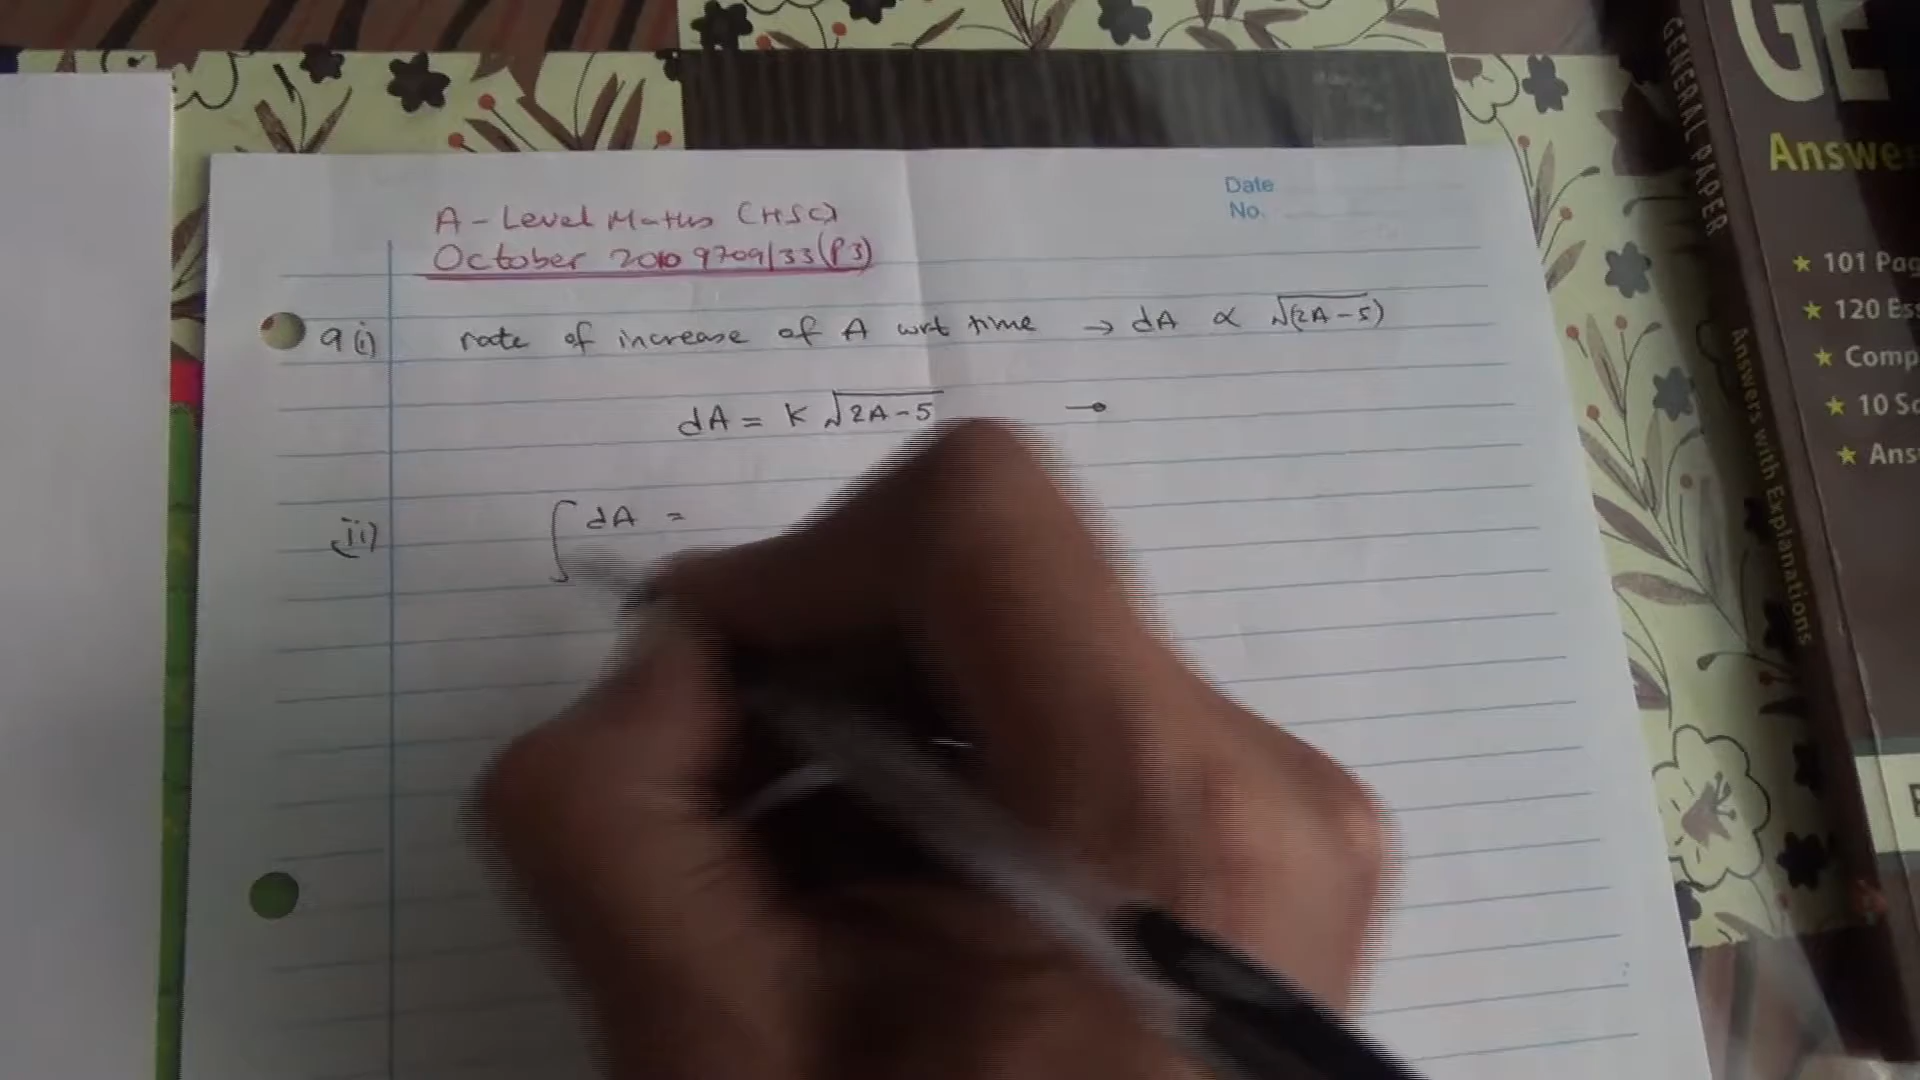 A-Level Maths (HSC)
October 2010 9709/33 (P3)
Date
No.
9(i) rate of increase of A wrt time → dA ∝ √(2A-5)
dA = K √2A-5
ii) ∫ dA =
GENERAL PAPER
Answers with Explanations
GE
Answe
★ 101 Pag
★ 120 Ess
★ Comp
★ 10 Sa
★ Ans